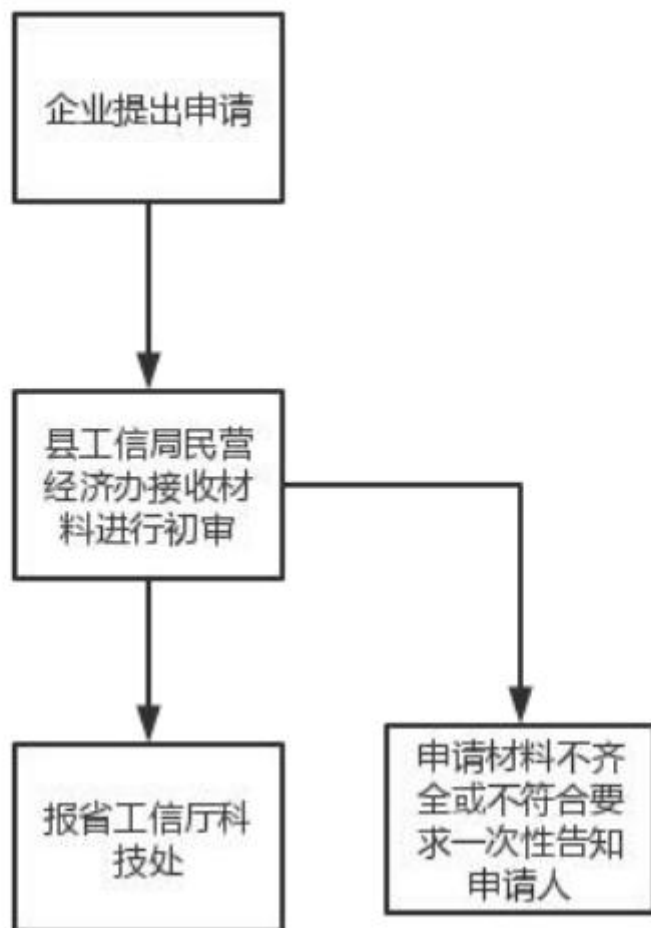 企业提出申请
县工信局民营
经济办接收材
料进行初审
报省工信厅科
技处
申请材料不齐
全或不符合要
求一次性告知
申请人